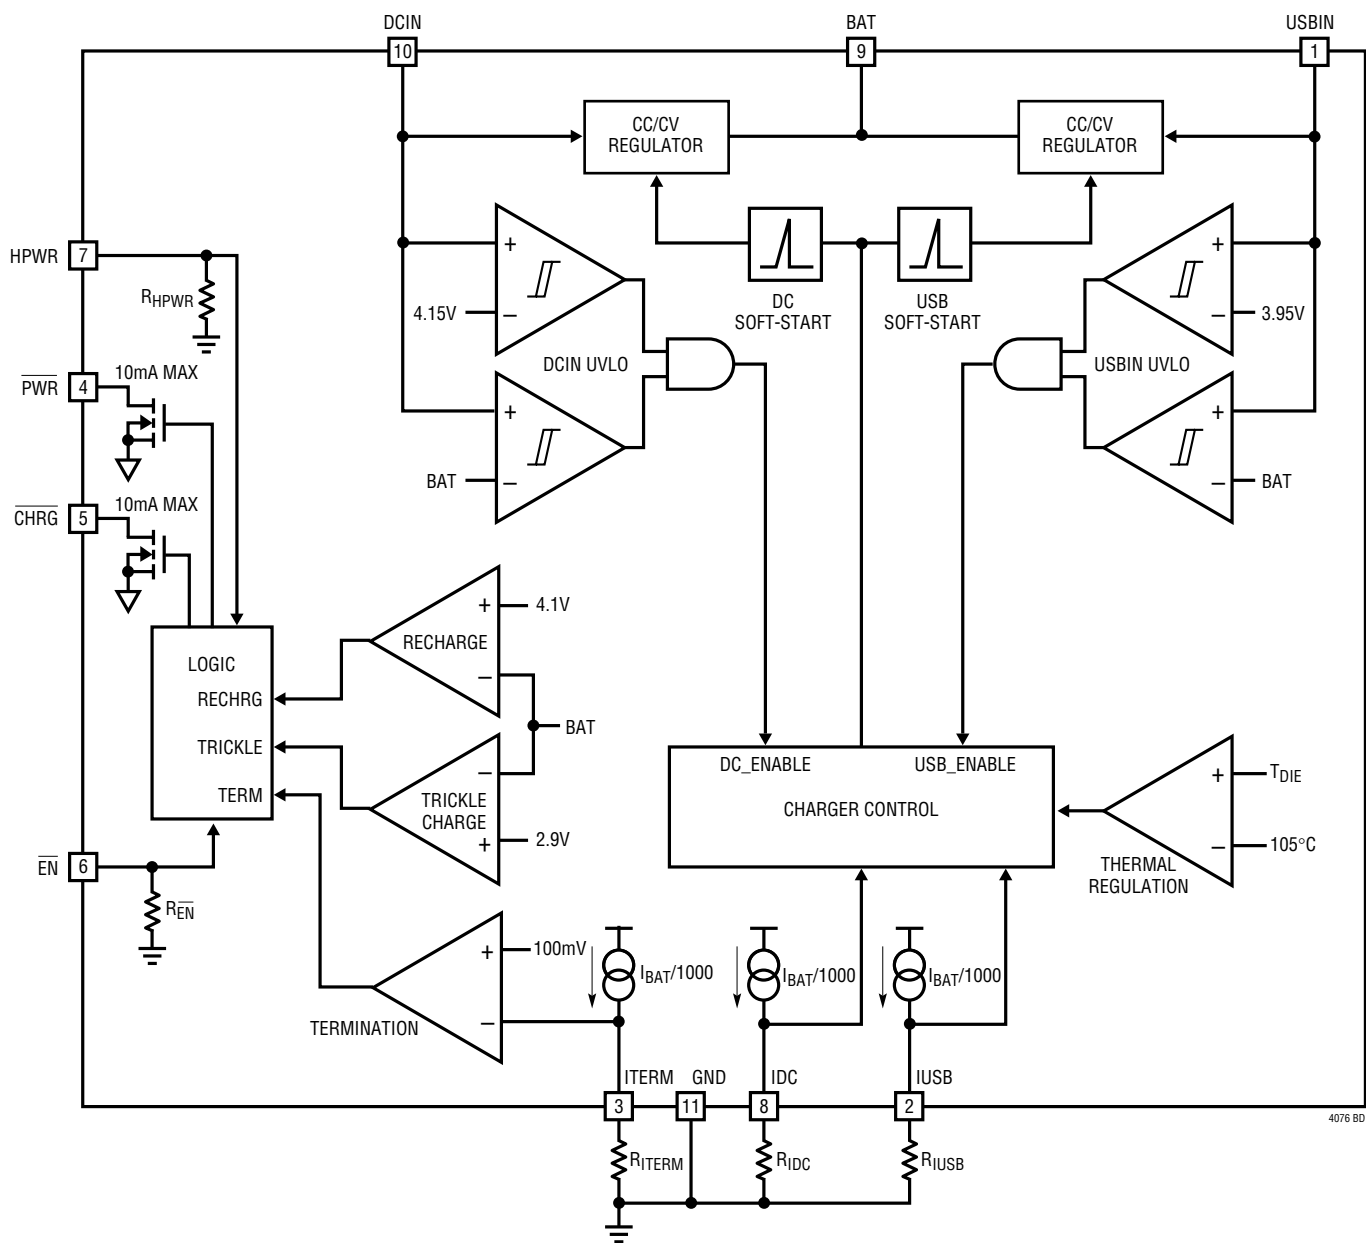 DCIN
BAT
USBIN
10
9
1
CC/CV
REGULATOR
CC/CV
REGULATOR
HPWR
7
RHPWR
+
4.15V
−
DCIN UVLO
+
BAT
−
DC
SOFT-START
USB
SOFT-START
+
3.95V
−
USBIN UVLO
+
BAT
−
PWR
4
10mA MAX
CHRG
5
10mA MAX
LOGIC
RECHRG
TRICKLE
TERM
+
4.1V
RECHARGE
−
BAT
−
TRICKLE
CHARGE
+
2.9V
DC_ENABLE
USB_ENABLE
CHARGER CONTROL
+
TDIE
−
105°C
THERMAL
REGULATION
EN
6
REN
+
100mV
−
TERMINATION
IBAT/1000
IBAT/1000
IBAT/1000
ITERM
GND
IDC
IUSB
3
11
8
2
4076 BD
RITERM
RIDC
RIUSB